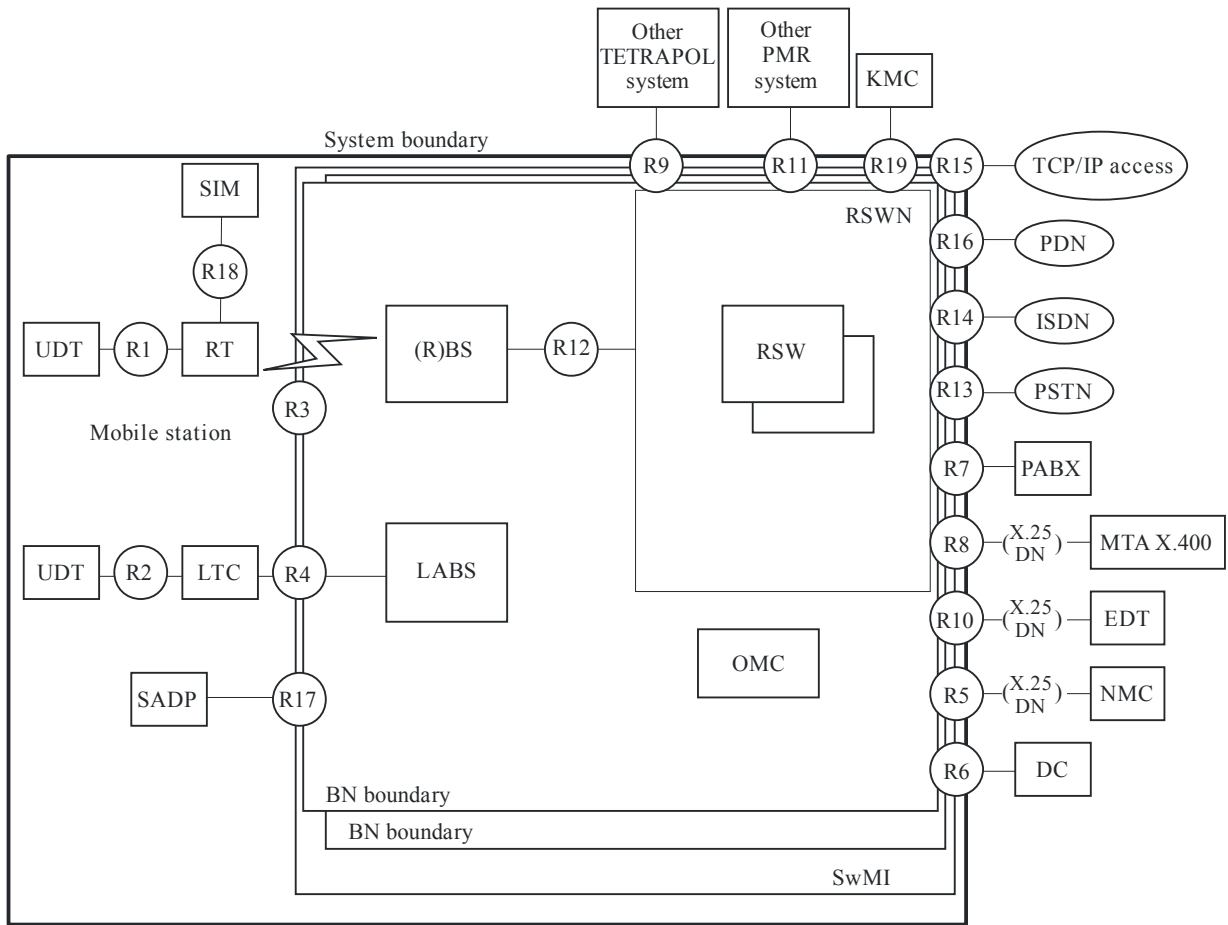 Other
TETRAPOL
system
Other
PMR
system
KMC
System boundary
R9
R11
R19
R15
TCP/IP access
SIM
RSWN
R18
R16
PDN
UDT
R1
RT
(R)BS
R12
RSW
R14
ISDN
R3
R13
PSTN
Mobile station
R7
PABX
R8
(X.25
DN)
MTA X.400
UDT
R2
LTC
R4
LABS
R10
(X.25
DN)
EDT
OMC
SADP
R17
R5
(X.25
DN)
NMC
R6
DC
BN boundary
BN boundary
SwMI